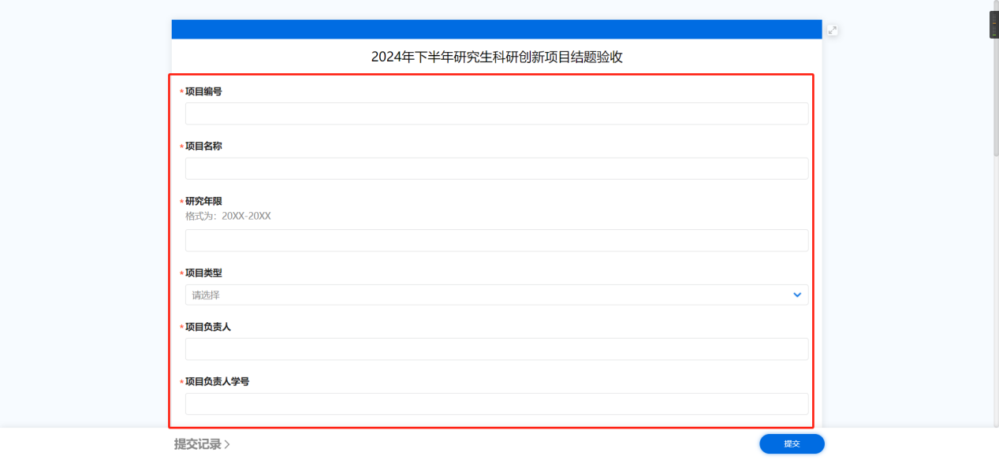 2024年下半年研究生科研创新项目结题验收
*项目编号
*项目名称
*研究年限
格式为：20XX-20XX
*项目类型
请选择
*项目负责人
*项目负责人学号
提交记录
提交